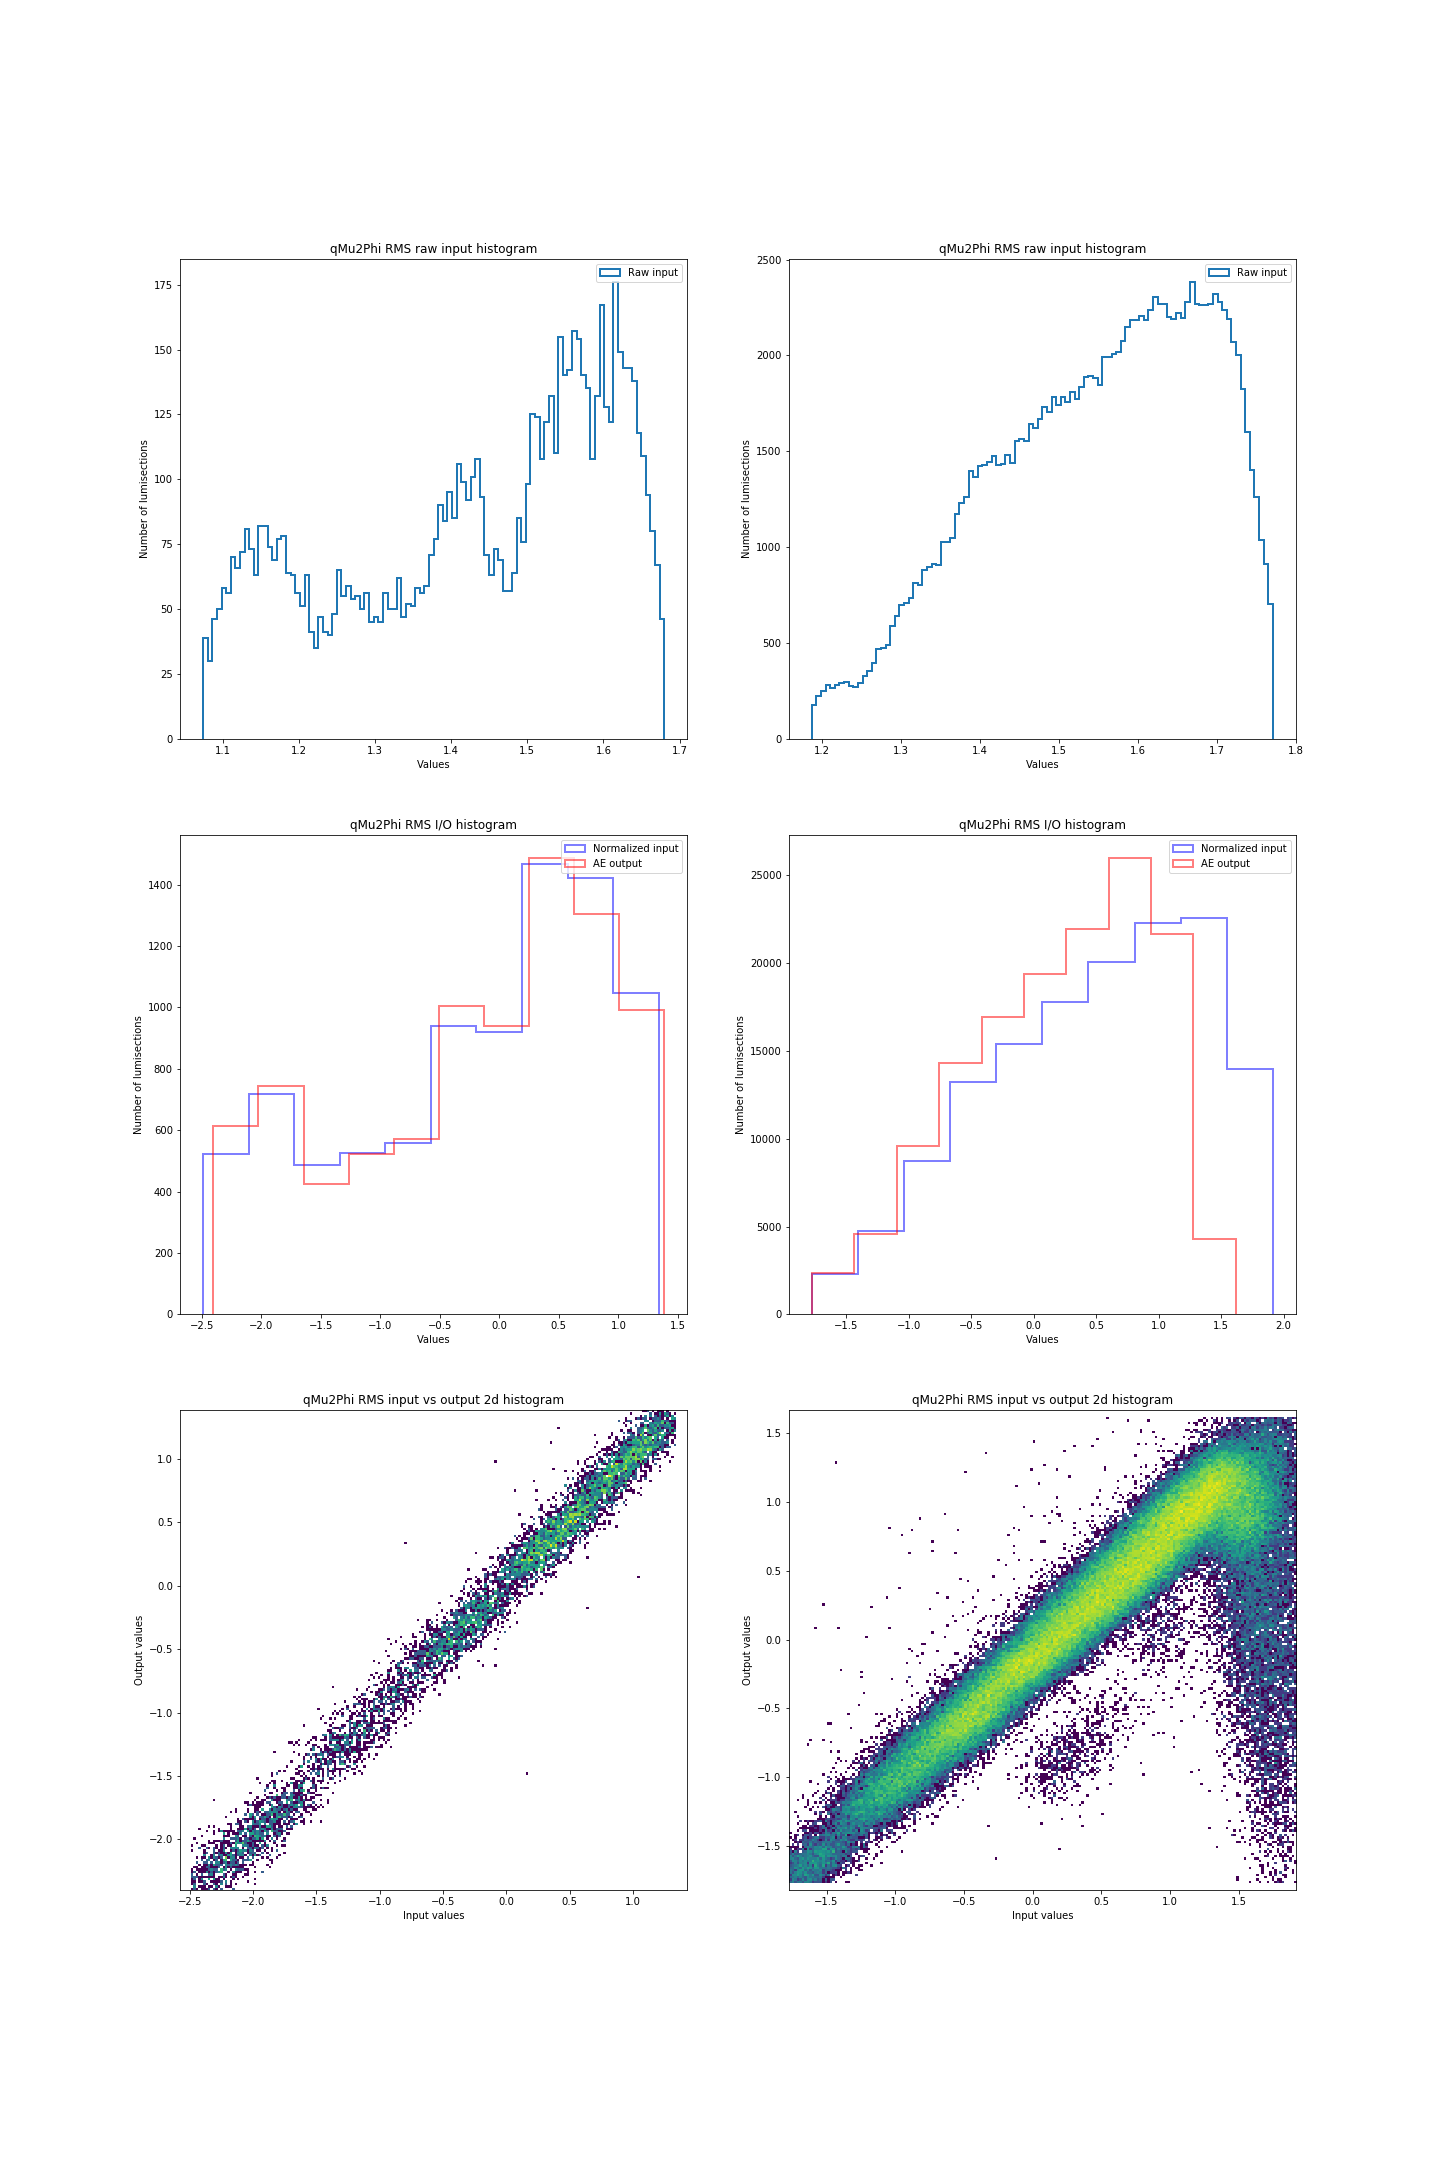 qMu2Phi RMS raw input histogram
Raw input
Number of lumisections
175
150
125
100
75
50
25
0
1.1 1.2 1.3 1.4 1.5 1.6 1.7
Values
qMu2Phi RMS raw input histogram
Raw input
Number of lumisections
2500
2000
1500
1000
500
0
1.2 1.3 1.4 1.5 1.6 1.7 1.8
Values
qMu2Phi RMS I/O histogram
Normalized input
AE output
Number of lumisections
1400
1200
1000
800
600
400
200
0
−2.5 −2.0 −1.5 −1.0 −0.5 0.0 0.5 1.0 1.5
Values
qMu2Phi RMS I/O histogram
Normalized input
AE output
Number of lumisections
25000
20000
15000
10000
5000
0
−1.5 −1.0 −0.5 0.0 0.5 1.0 1.5 2.0
Values
qMu2Phi RMS input vs output 2d histogram
Output values
1.0
0.5
0.0
−0.5
−1.0
−1.5
−2.0
−2.5 −2.0 −1.5 −1.0 −0.5 0.0 0.5 1.0
Input values
qMu2Phi RMS input vs output 2d histogram
Output values
1.5
1.0
0.5
0.0
−0.5
−1.0
−1.5
−1.5 −1.0 −0.5 0.0 0.5 1.0 1.5
Input values